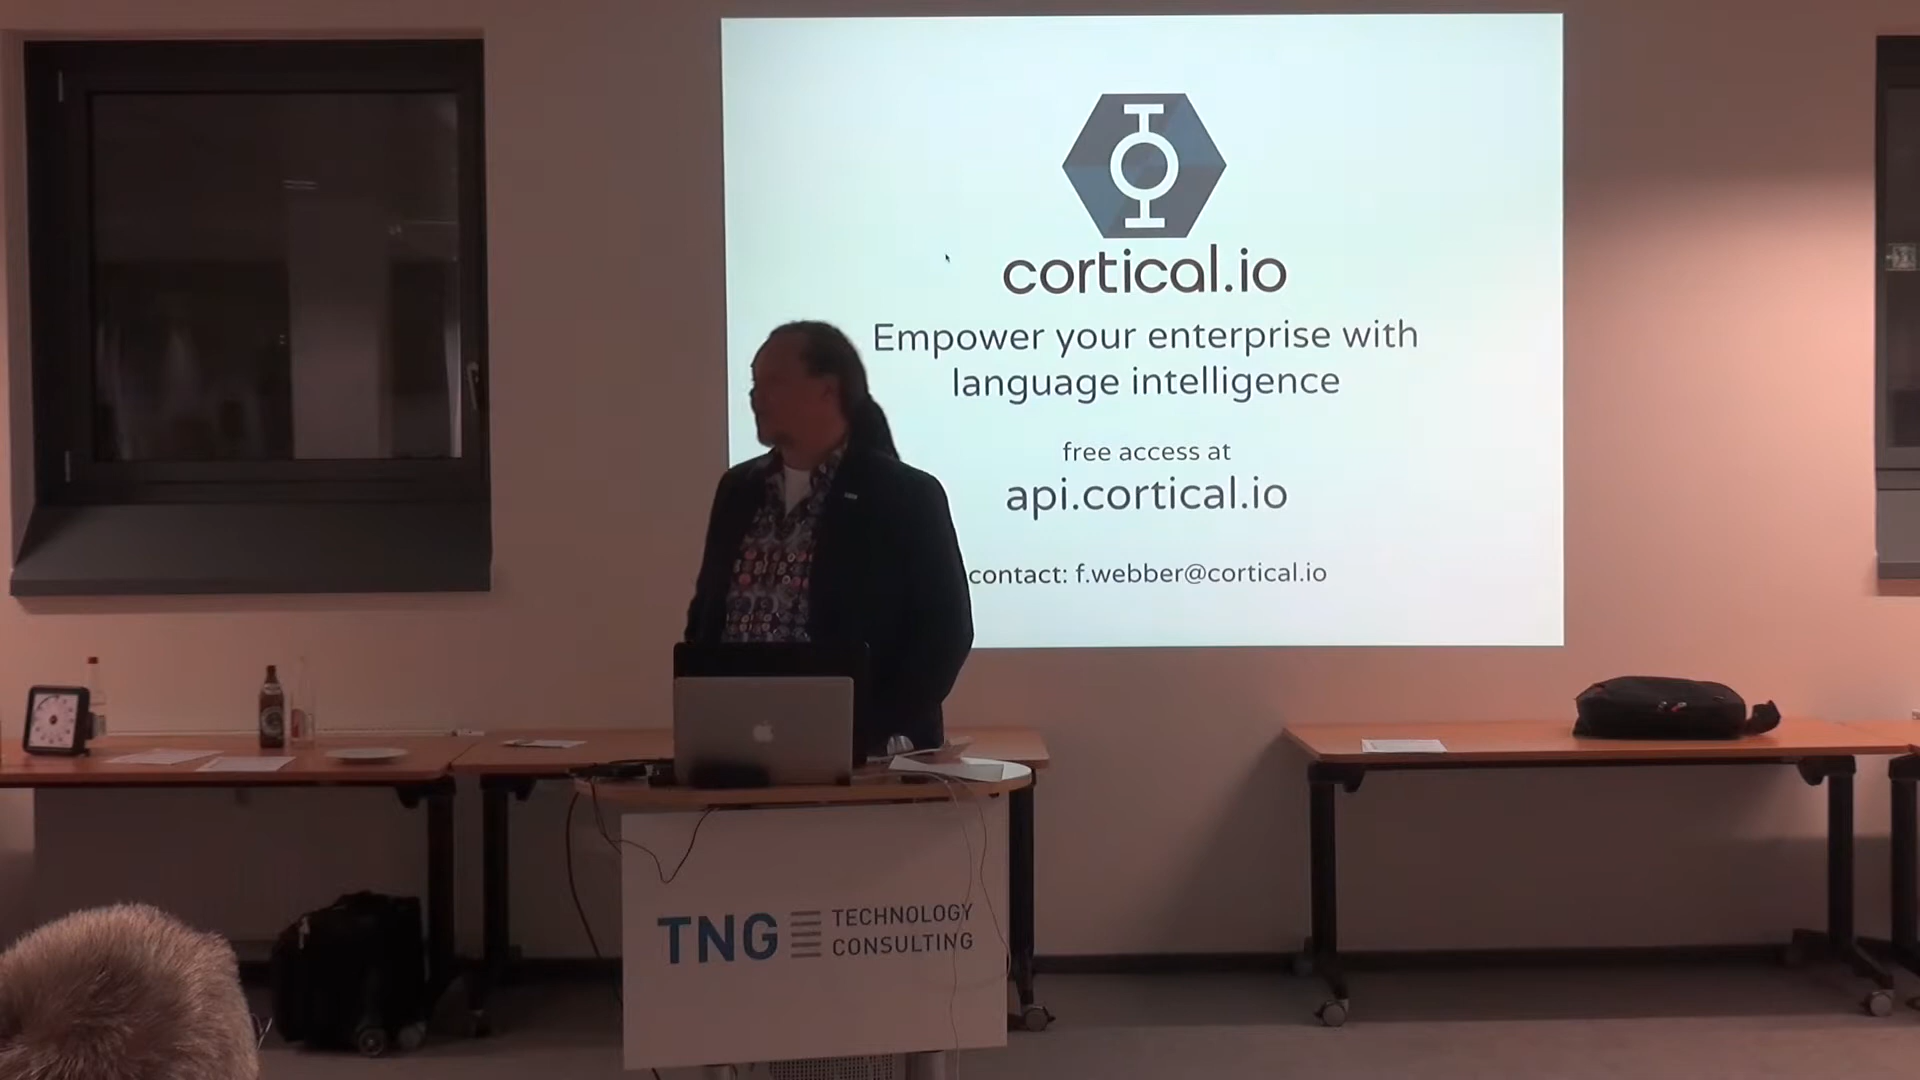 cortical.io
Empower your enterprise with
language intelligence
free access at
api.cortical.io
contact: f.webber@cortical.io
TNG TECHNOLOGY
CONSULTING